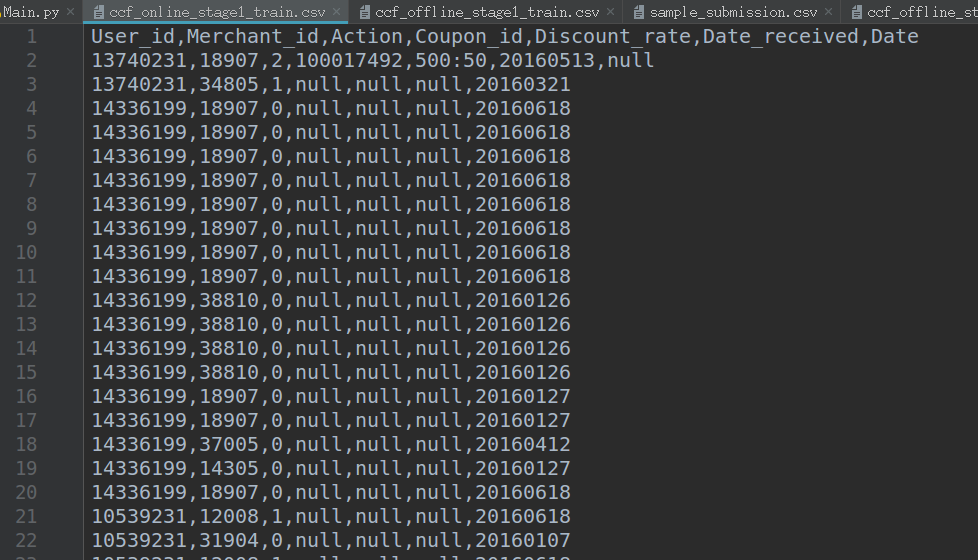 Main.py × ccf_online_stage1_train.csv × ccf_offline_stage1_train.csv × sample_submission.csv × ccf_offline_st
1 User_id,Merchant_id,Action,Coupon_id,Discount_rate,Date_received,Date
2 13740231,18907,2,100017492,500:50,20160513,null
3 13740231,34805,1,null,null,null,20160321
4 14336199,18907,0,null,null,null,20160618
5 14336199,18907,0,null,null,null,20160618
6 14336199,18907,0,null,null,null,20160618
7 14336199,18907,0,null,null,null,20160618
8 14336199,18907,0,null,null,null,20160618
9 14336199,18907,0,null,null,null,20160618
10 14336199,18907,0,null,null,null,20160618
11 14336199,18907,0,null,null,null,20160618
12 14336199,38810,0,null,null,null,20160126
13 14336199,38810,0,null,null,null,20160126
14 14336199,38810,0,null,null,null,20160126
15 14336199,38810,0,null,null,null,20160126
16 14336199,18907,0,null,null,null,20160127
17 14336199,18907,0,null,null,null,20160127
18 14336199,37005,0,null,null,null,20160412
19 14336199,14305,0,null,null,null,20160127
20 14336199,18907,0,null,null,null,20160618
21 10539231,12008,1,null,null,null,20160618
22 10539231,31904,0,null,null,null,20160107